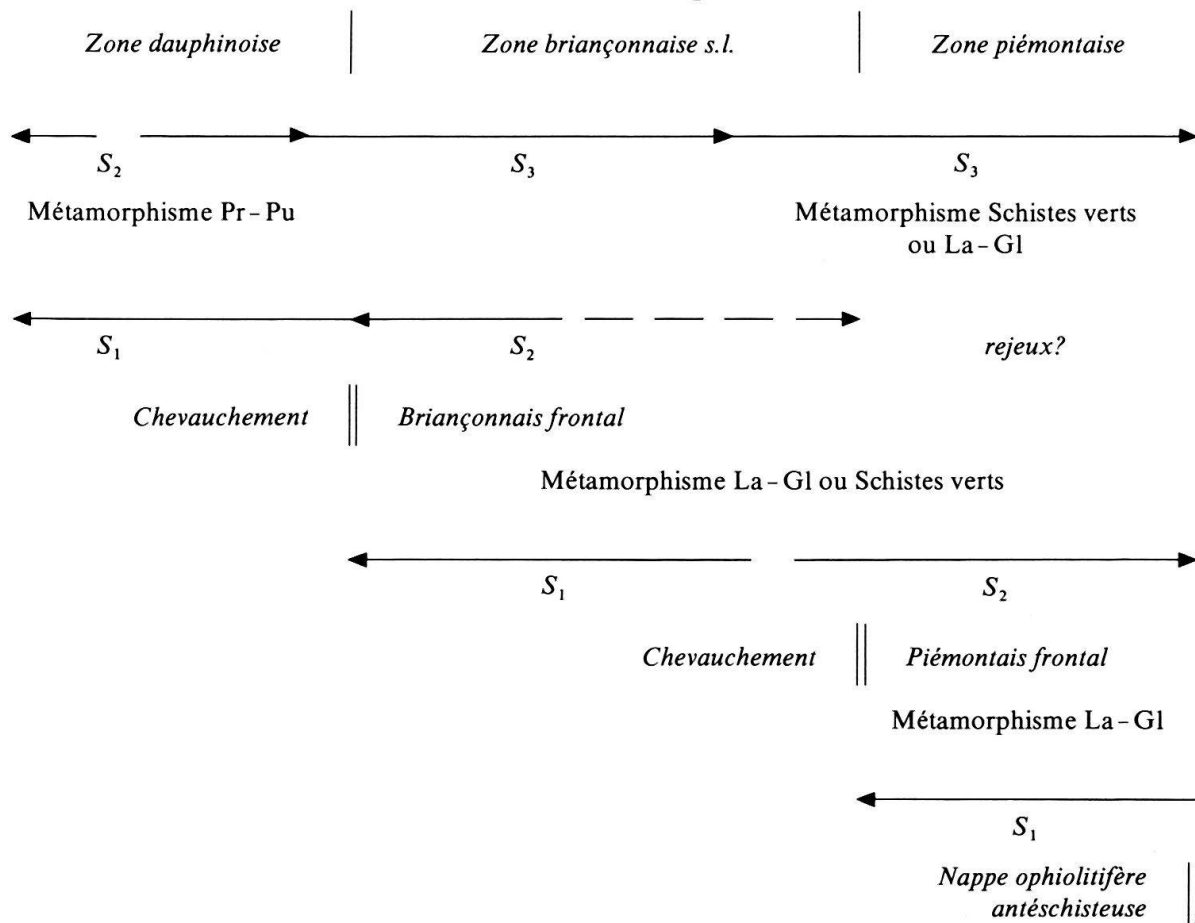 Zone dauphinoise
Zone briançonnaise s.l.
Zone piémontaise
S₂
S₃
S₃
Métamorphisme Pr–Pu
Métamorphisme Schistes verts
ou La–Gl
S₁
S₂
rejeux?
Chevauchement
Briançonnais frontal
Métamorphisme La–Gl ou Schistes verts
S₁
S₂
Chevauchement
Piémontais frontal
Métamorphisme La–Gl
S₁
Nappe ophiolitifère
antéschisteuse